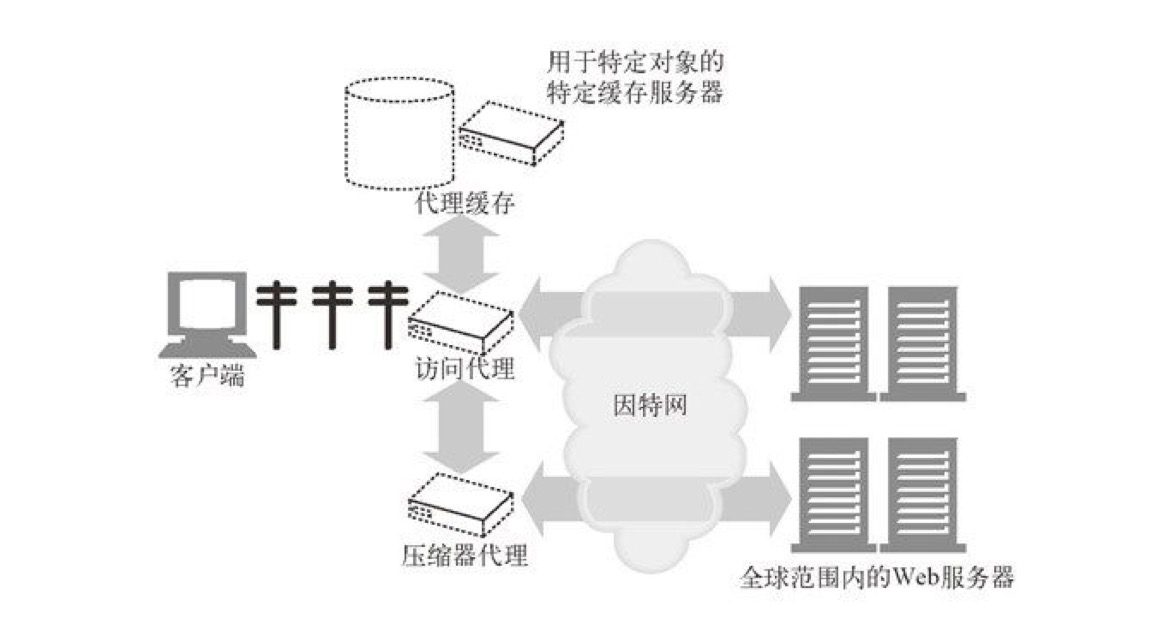 用于特定对象的
特定缓存服务器
代理缓存
客户端
访问代理
因特网
压缩器代理
全球范围内的Web服务器